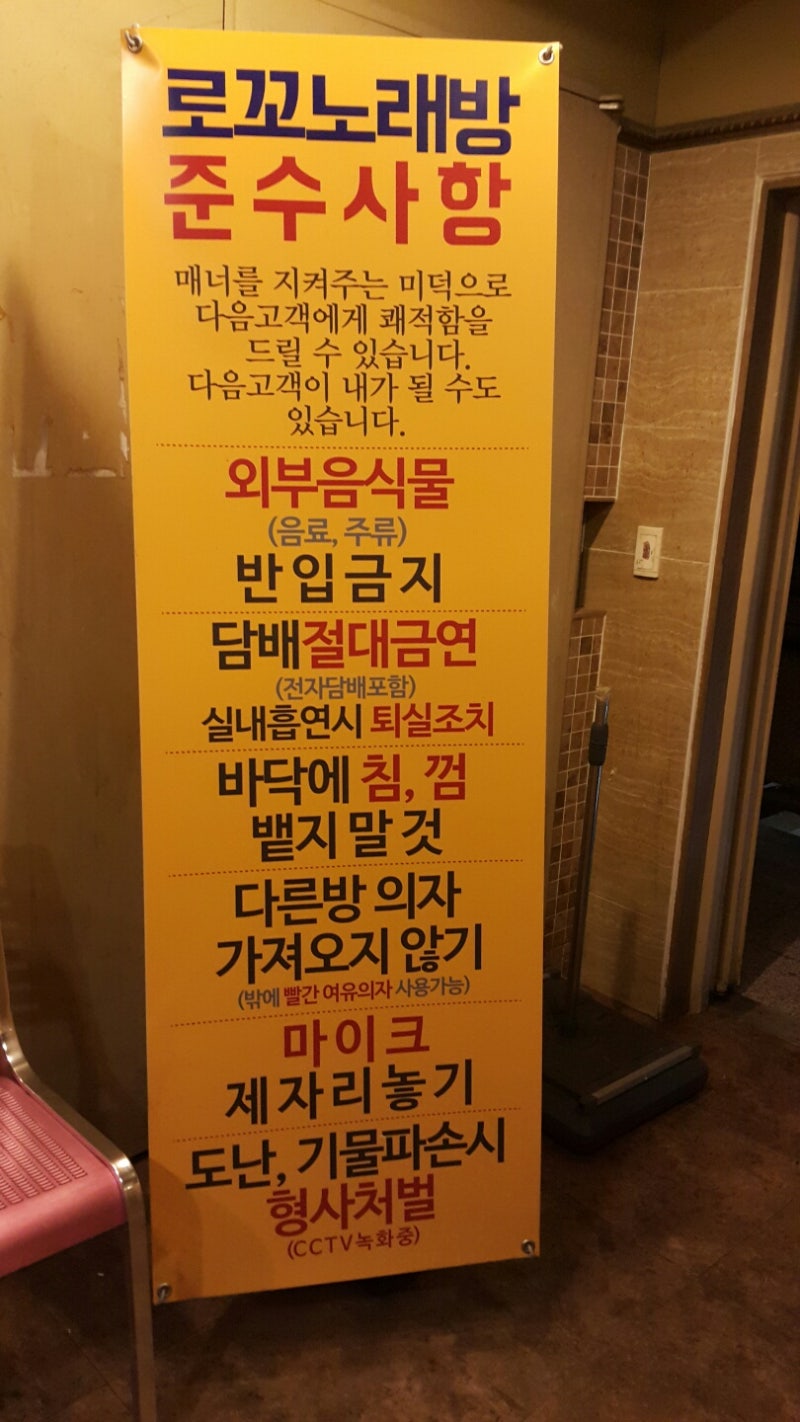 로꼬노래방
준수사항
매너를 지켜주는 미덕으로
다음고객에게 쾌적함을
드릴 수 있습니다.
다음고객이 내가 될 수도
있습니다.
외부음식물
(음료, 주류)
반입금지
담배절대금연
(전자담배포함)
실내흡연시 퇴실조치
바닥에 침, 껌
뱉지 말 것
다른방 의자
가져오지 않기
(밖에 빨간 여유의자 사용가능)
마이크
제자리놓기
도난, 기물파손시
형사처벌
(CCTV녹화중)